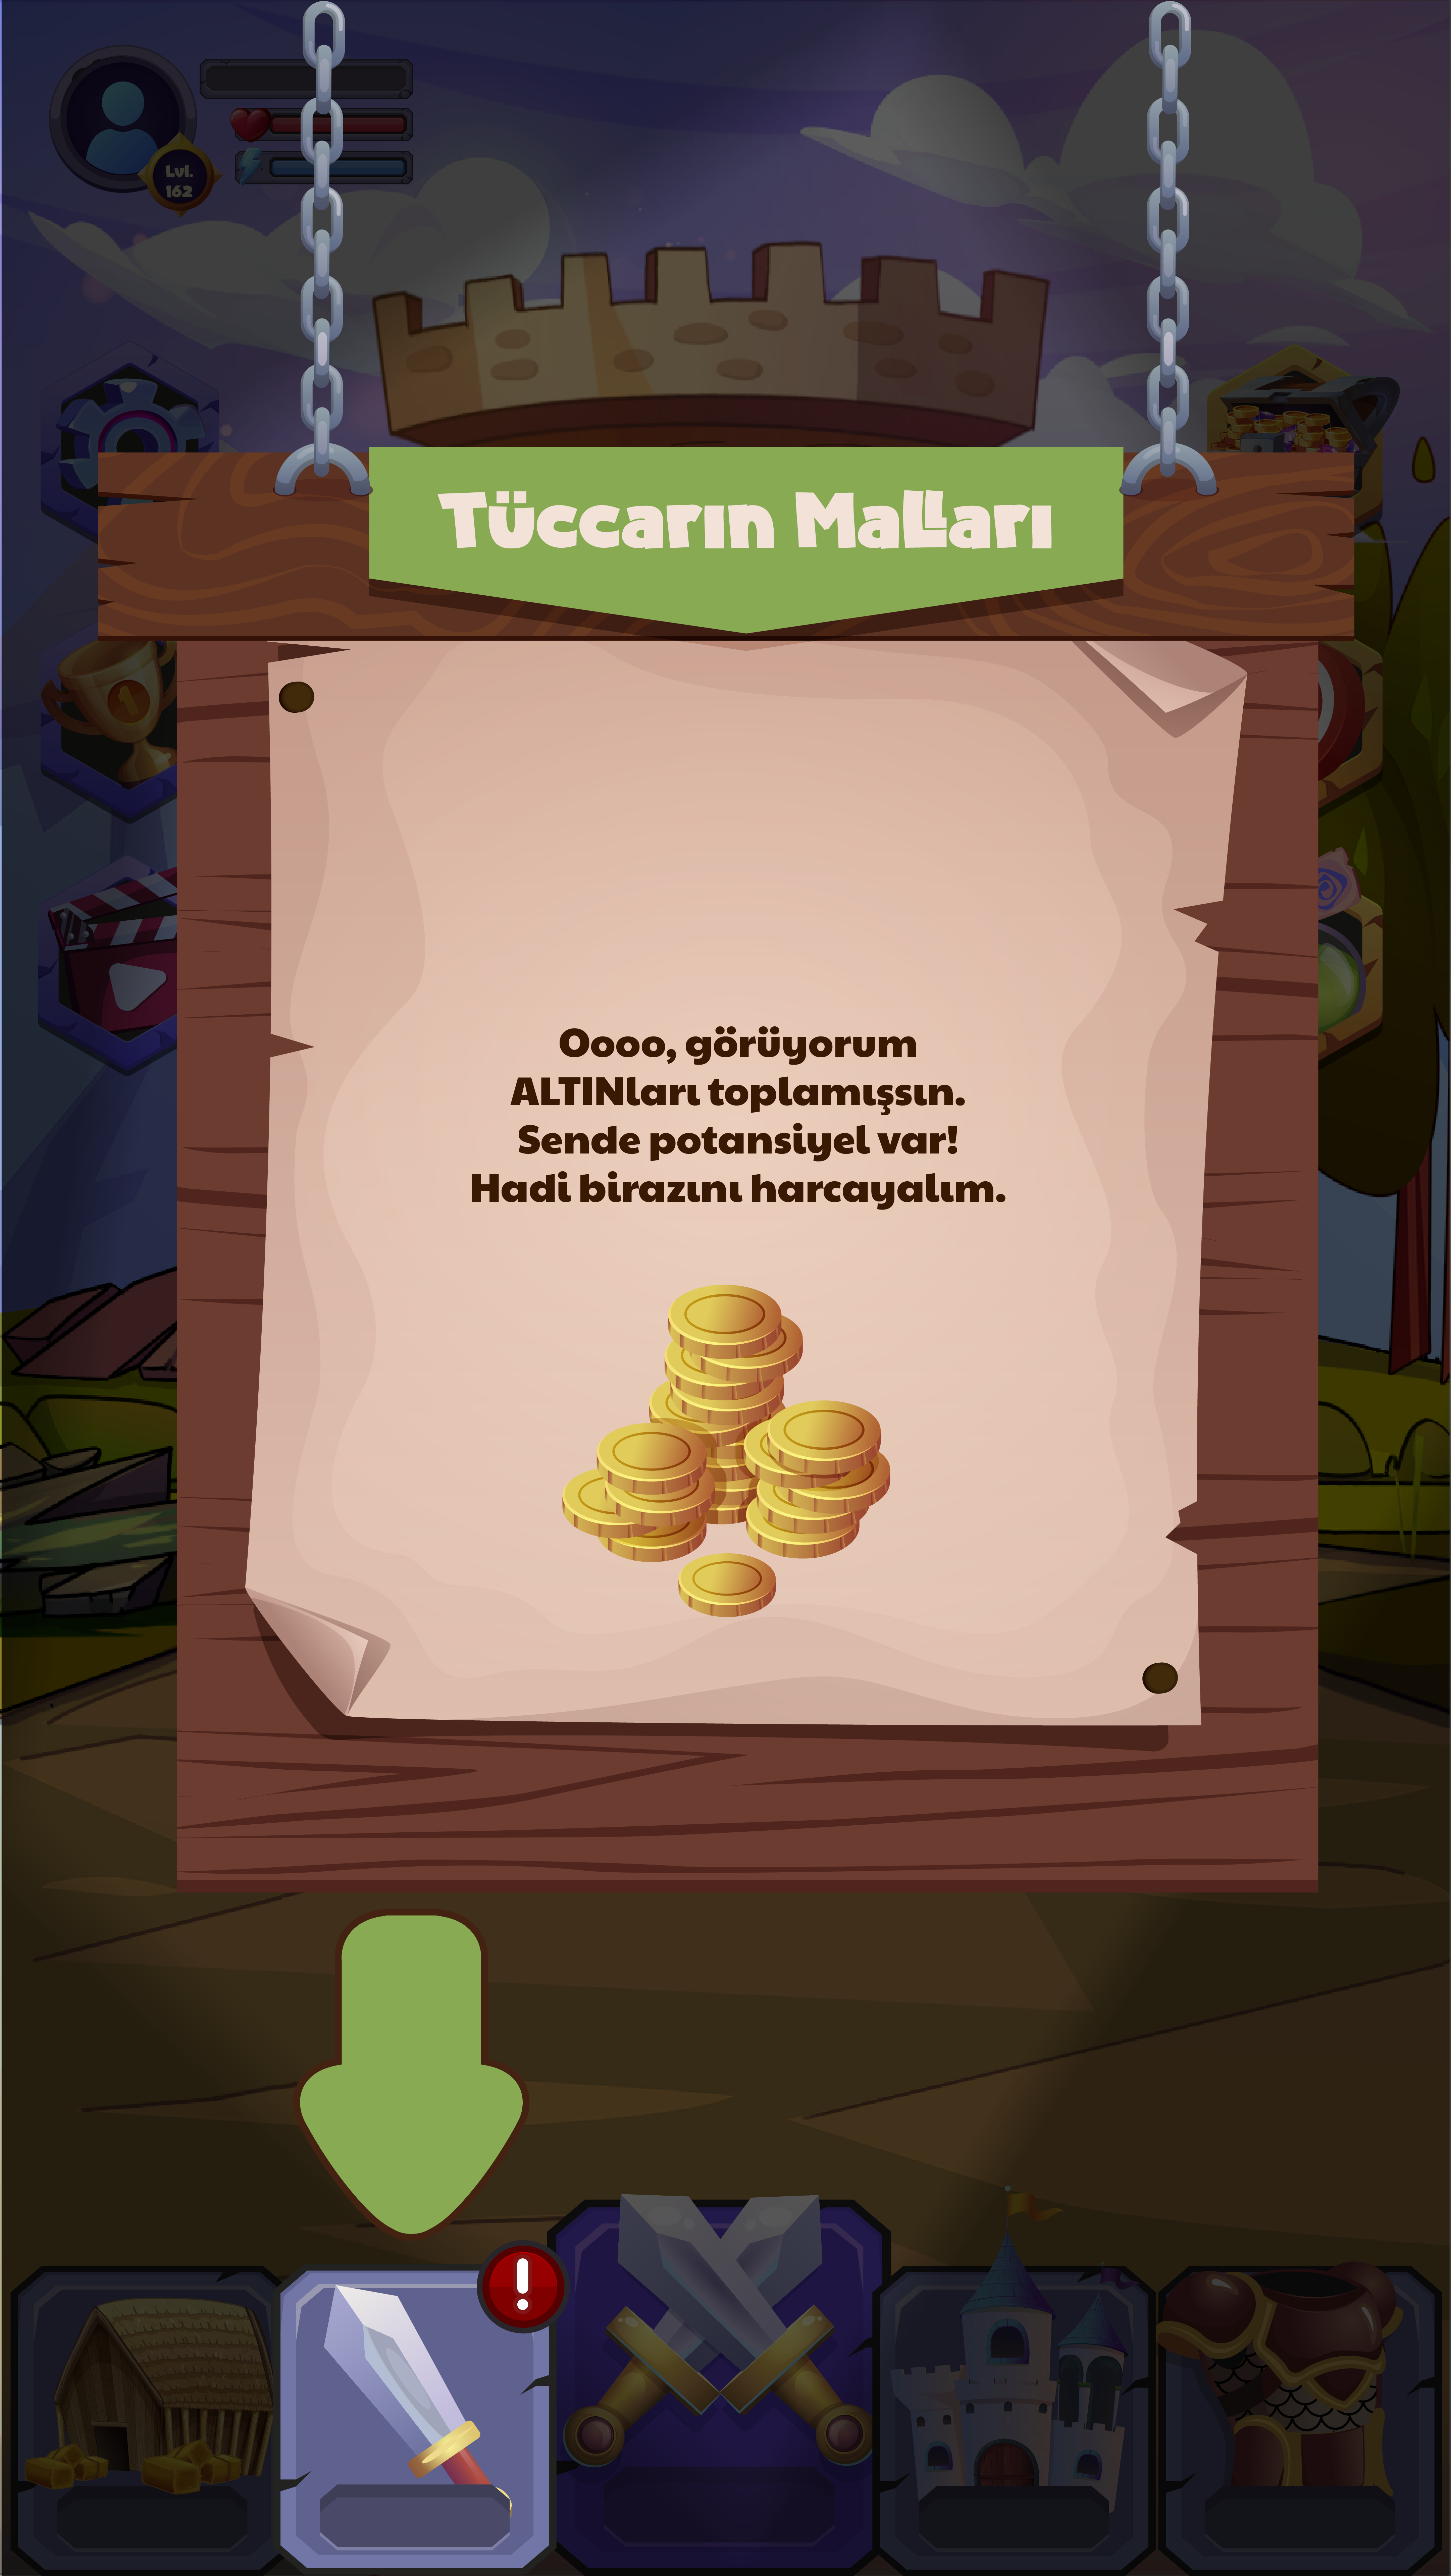 Lvl.
162
Tüccarın Malları
Oooo, görüyorum
ALTINları toplamışsın.
Sende potansiyel var!
Hadi birazını harcayalım.